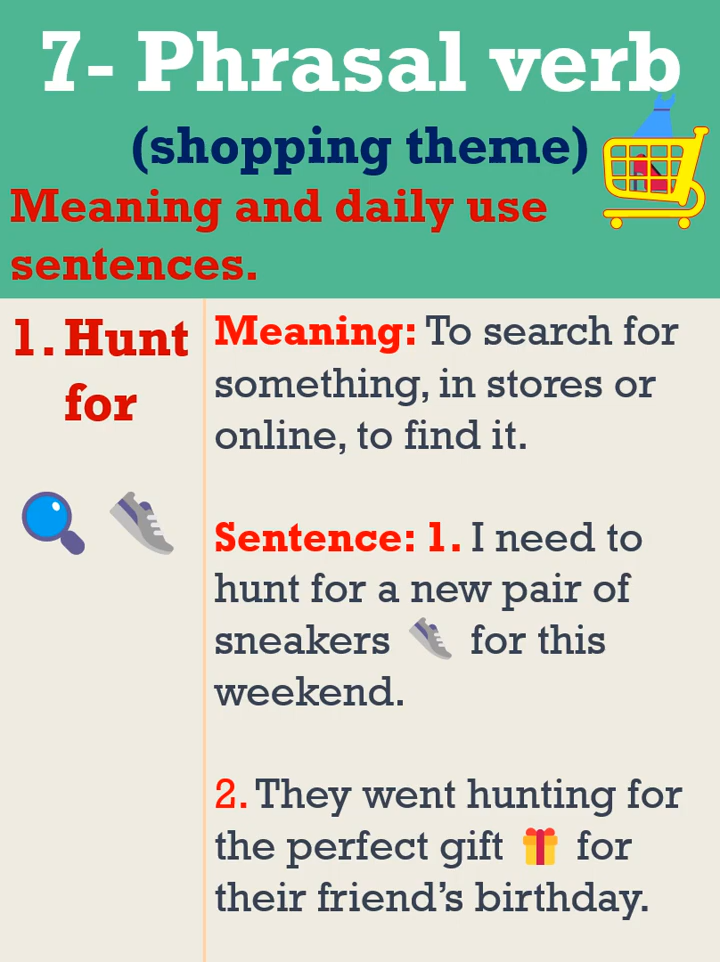 7- Phrasal verb
(shopping theme)
Meaning and daily use
sentences.
1. Hunt
for
Meaning: To search for
something, in stores or
online, to find it.
Sentence: 1. I need to
hunt for a new pair of
sneakers 👟 for this
weekend.
2. They went hunting for
the perfect gift 🎁 for
their friend's birthday.